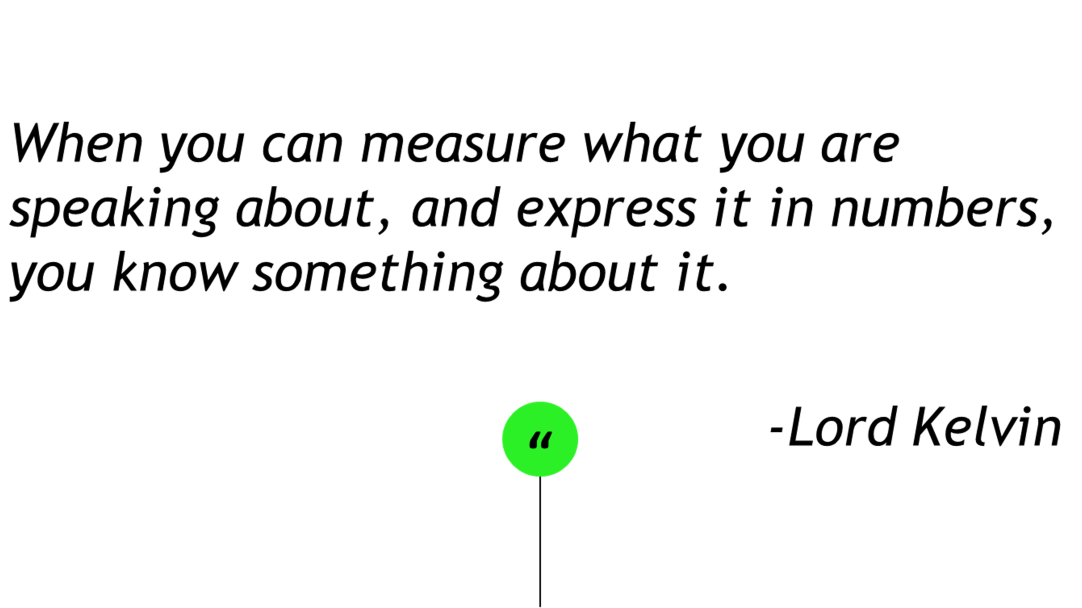 When you can measure what you are
speaking about, and express it in numbers,
you know something about it.
“
-Lord Kelvin